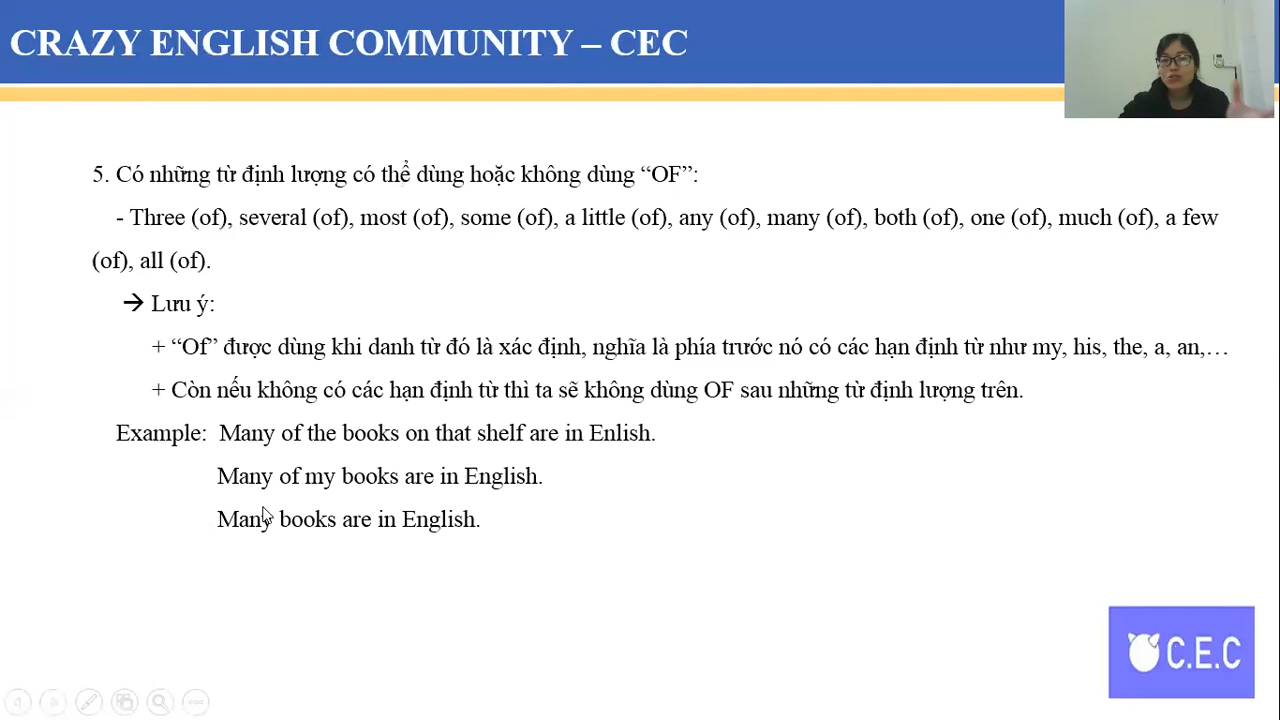 CRAZY ENGLISH COMMUNITY – CEC
5. Có những từ định lượng có thể dùng hoặc không dùng “OF”:
- Three (of), several (of), most (of), some (of), a little (of), any (of), many (of), both (of), one (of), much (of), a few
(of), all (of).
→ Lưu ý:
+ “Of” được dùng khi danh từ đó là xác định, nghĩa là phía trước nó có các hạn định từ như my, his, the, a, an,…
+ Còn nếu không có các hạn định từ thì ta sẽ không dùng OF sau những từ định lượng trên.
Example: Many of the books on that shelf are in Enlish.
Many of my books are in English.
Many books are in English.
C.E.C